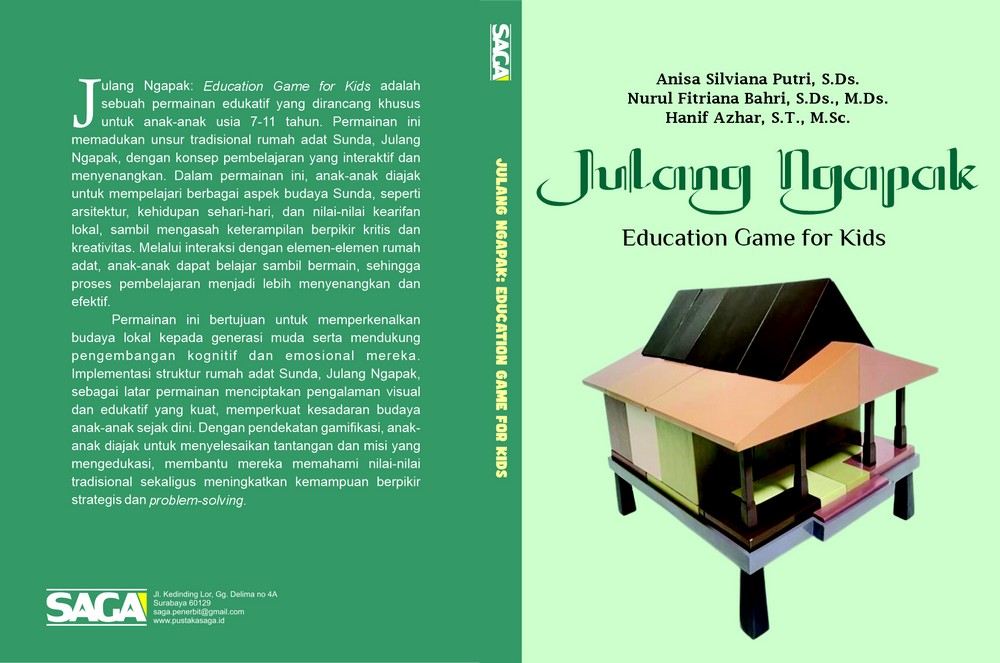 Julang Ngapak: Education Game for Kids adalah
sebuah permainan edukatif yang dirancang khusus
untuk anak-anak usia 7-11 tahun. Permainan ini
memadukan unsur tradisional rumah adat Sunda, Julang
Ngapak, dengan konsep pembelajaran yang interaktif dan
menyenangkan. Dalam permainan ini, anak-anak diajak
untuk mempelajari berbagai aspek budaya Sunda, seperti
arsitektur, kehidupan sehari-hari, dan nilai-nilai kearifan
lokal, sambil mengasah keterampilan berpikir kritis dan
kreativitas. Melalui interaksi dengan elemen-elemen rumah
adat, anak-anak dapat belajar sambil bermain, sehingga
proses pembelajaran menjadi lebih menyenangkan dan
efektif.
Permainan ini bertujuan untuk memperkenalkan
budaya lokal kepada generasi muda serta mendukung
pengembangan kognitif dan emosional mereka.
Implementasi struktur rumah adat Sunda, Julang Ngapak,
sebagai latar permainan menciptakan pengalaman visual
dan edukatif yang kuat, memperkuat kesadaran budaya
anak-anak sejak dini. Dengan pendekatan gamifikasi, anak-
anak diajak untuk menyelesaikan tantangan dan misi yang
mengedukasi, membantu mereka memahami nilai-nilai
tradisional sekaligus meningkatkan kemampuan berpikir
strategis dan problem-solving.
SAGA
Jl. Kedinding Lor, Gg. Delima no 4A
Surabaya 60129
saga.penerbit@gmail.com
www.pustakasaga.id
SAGA
JULANG NGAPAK: EDUCATION GAME FOR KIDS
Anisa Silviana Putri, S.Ds.
Nurul Fitriana Bahri, S.Ds., M.Ds.
Hanif Azhar, S.T., M.Sc.
Julang Ngapak
Education Game for Kids